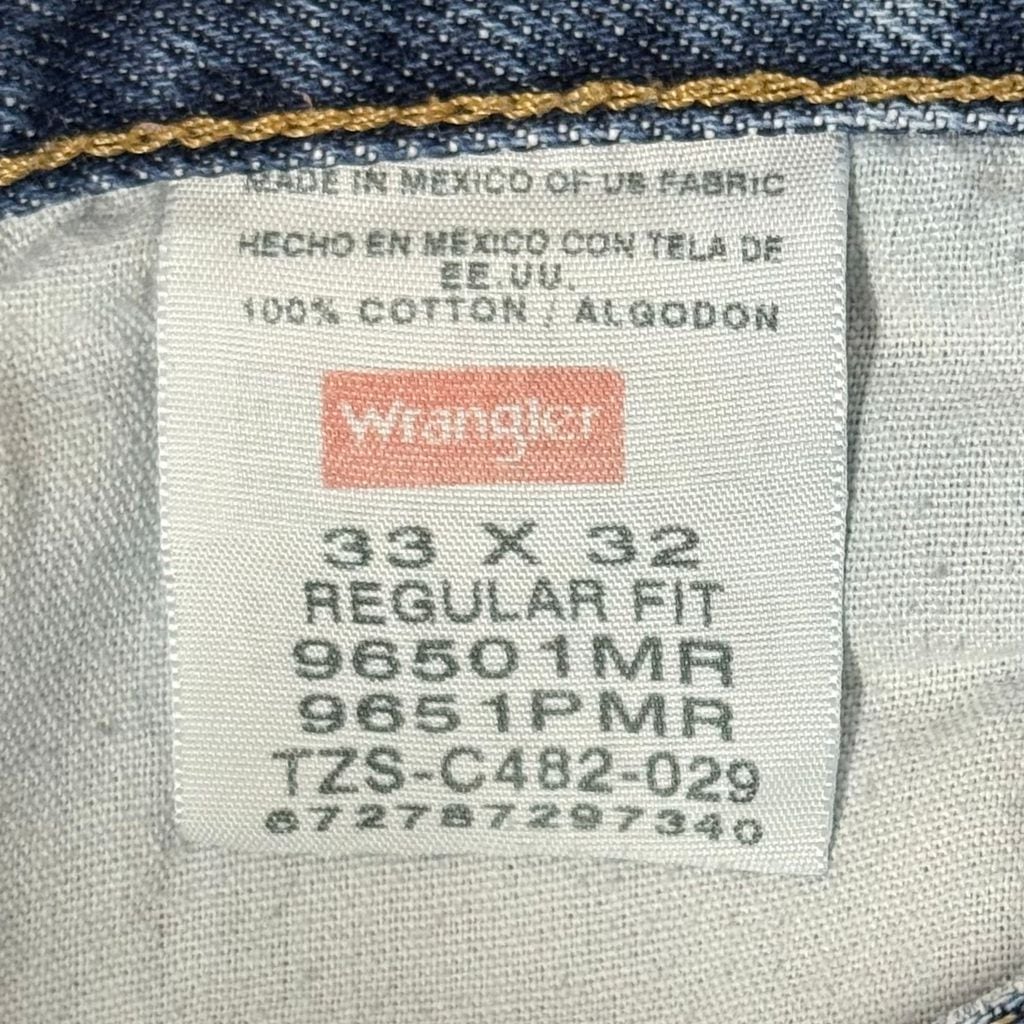 MADE IN MEXICO OF US FABRIC
HECHO EN MEXICO CON TELA DE
EE.UU.
100% COTTON / ALGODON
Wrangler
33 X 32
REGULAR FIT
96501MR
9651PMR
TZS-C482-029
672787297340